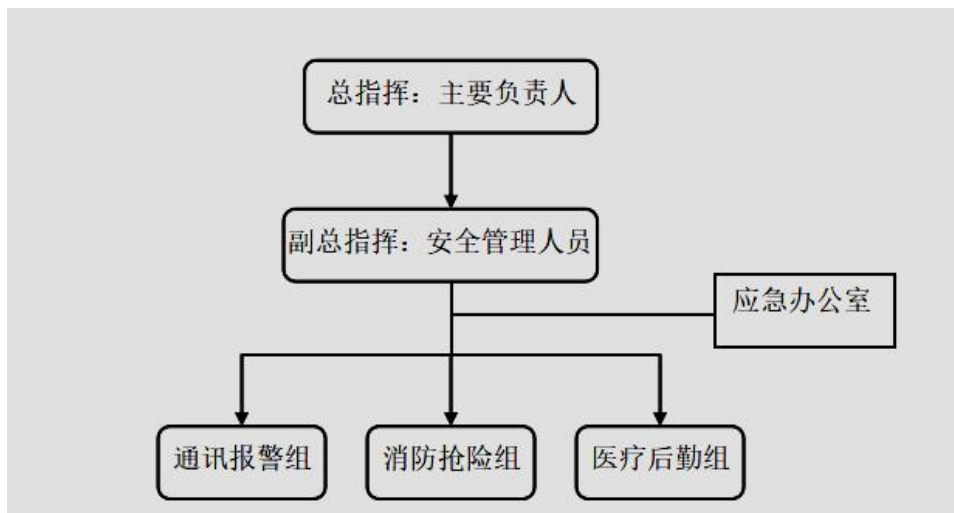 总指挥：主要负责人
副总指挥：安全管理人员
应急办公室
通讯报警组
消防抢险组
医疗后勤组